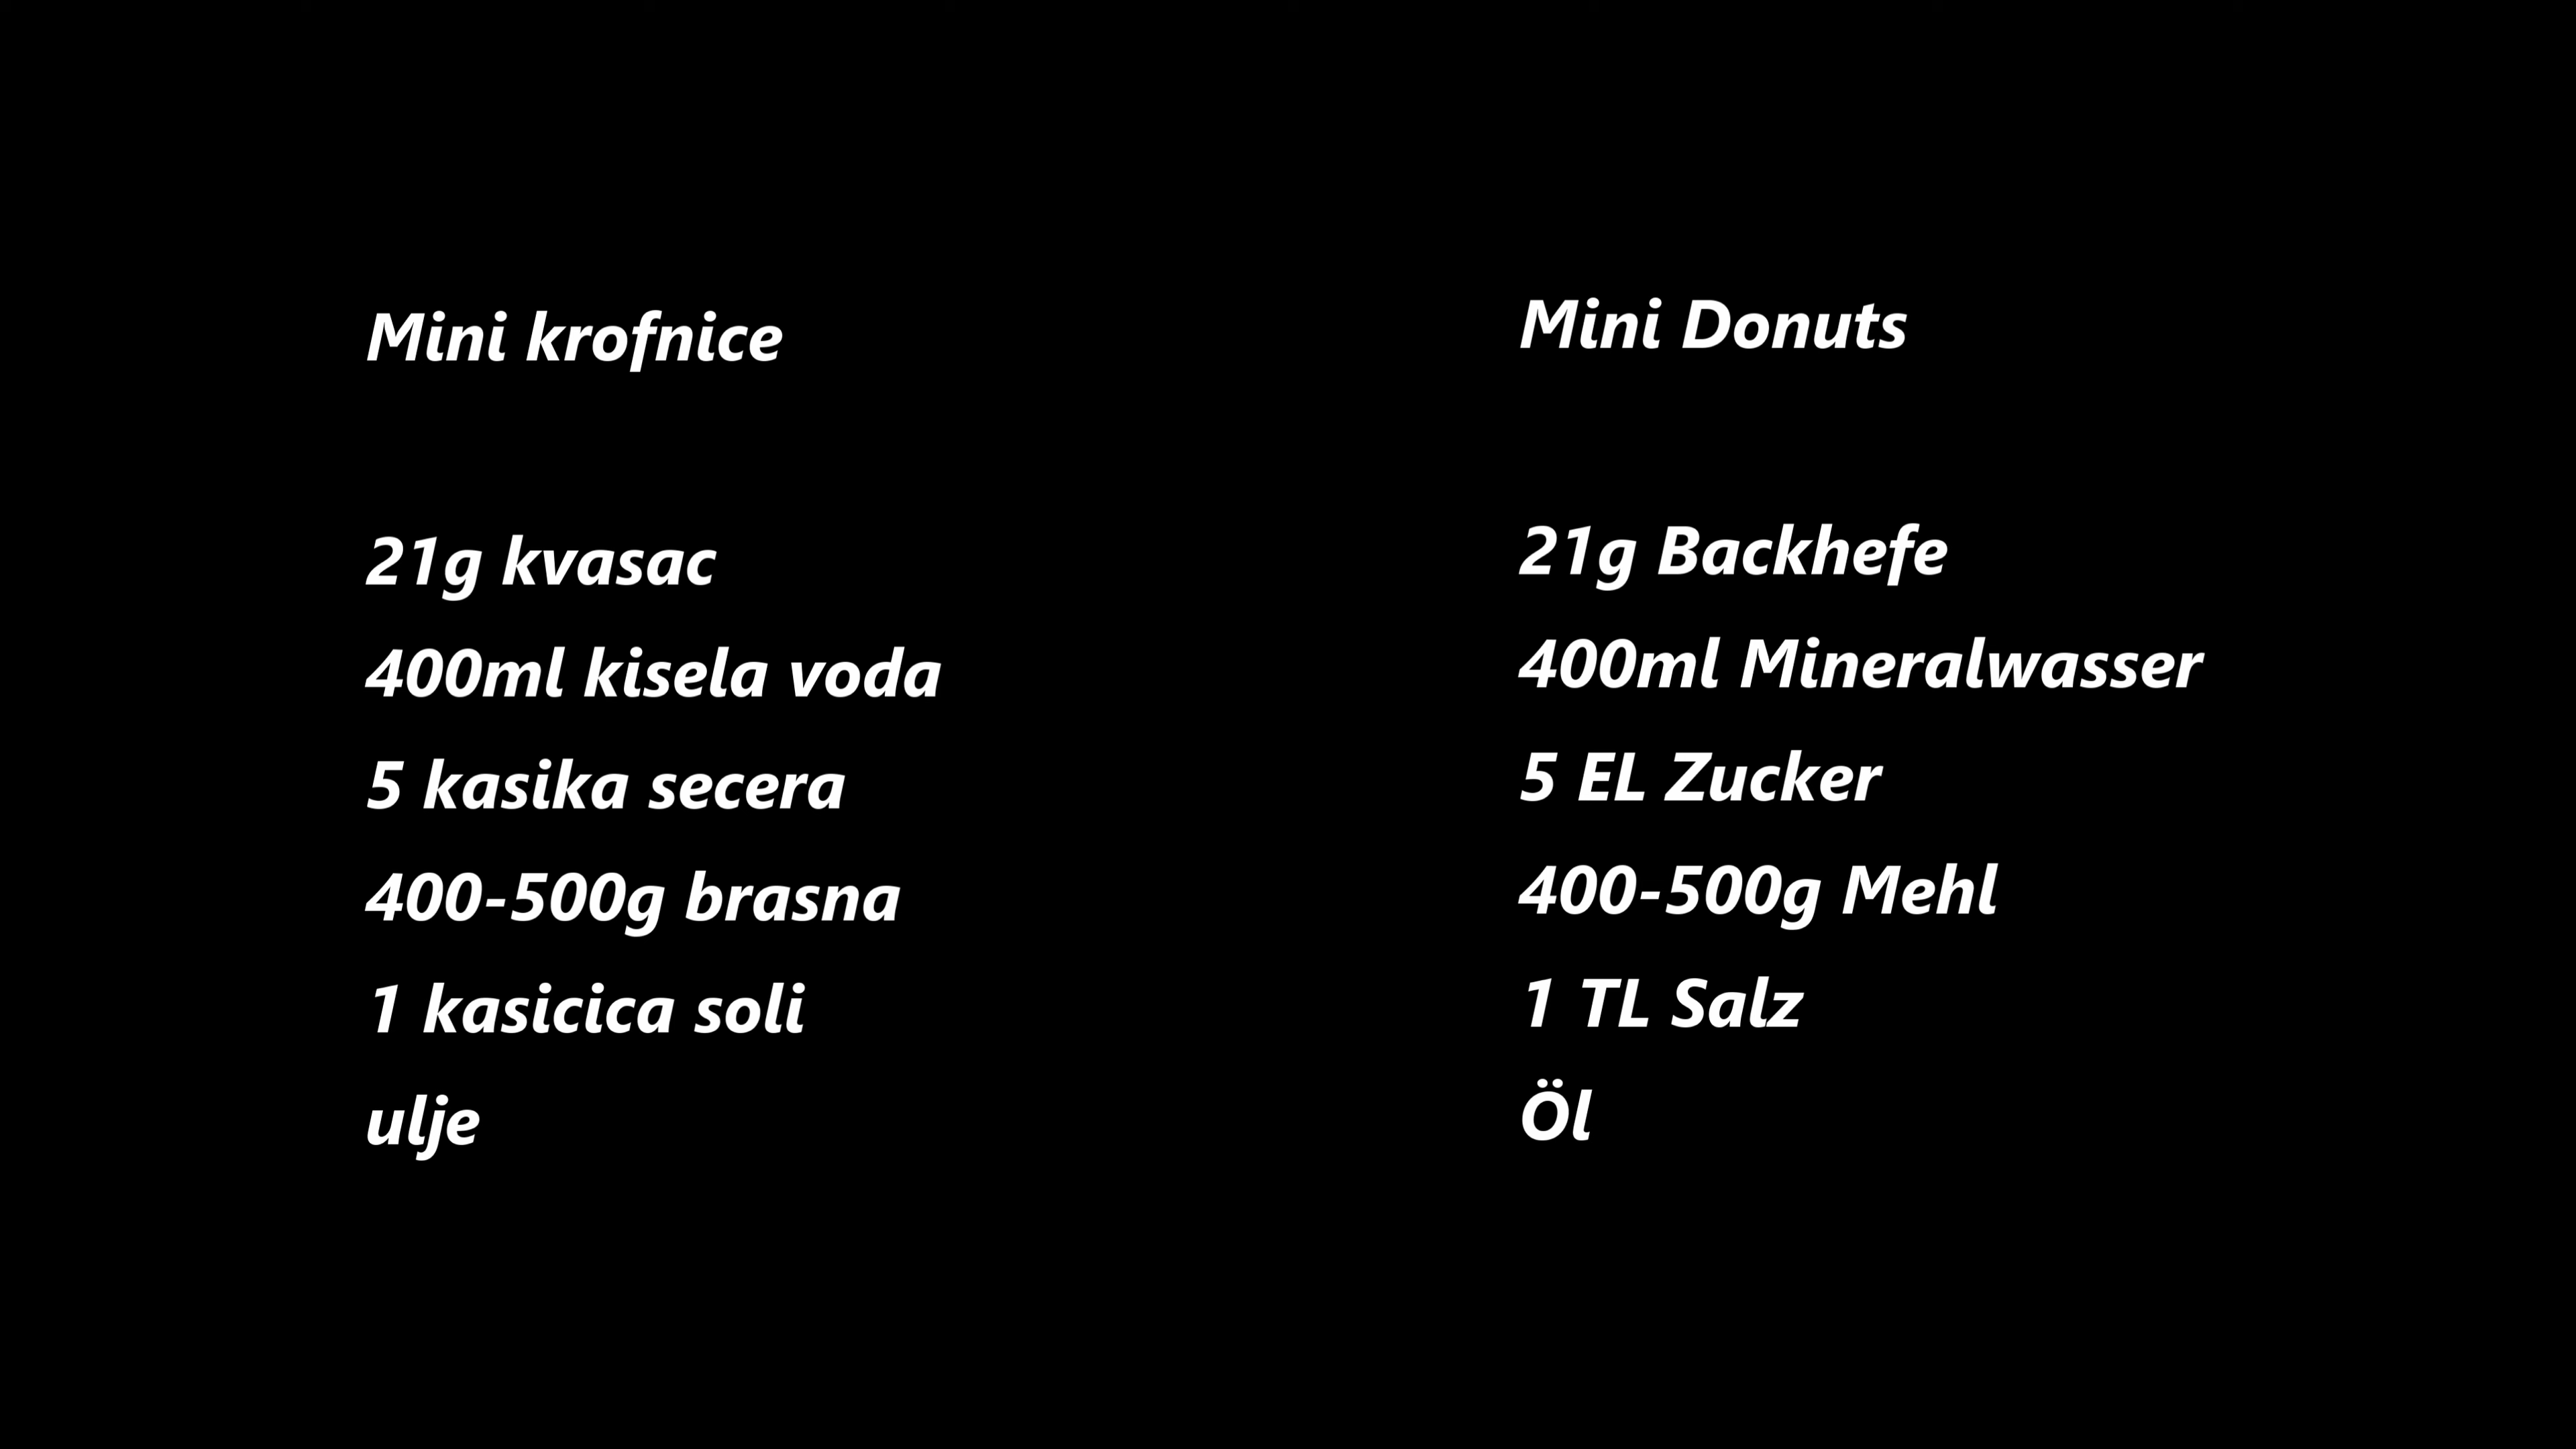 Mini krofnice
21g kvasac
400ml kisela voda
5 kasika secera
400-500g brasna
1 kasicica soli
ulje
Mini Donuts
21g Backhefe
400ml Mineralwasser
5 EL Zucker
400-500g Mehl
1 TL Salz
Öl